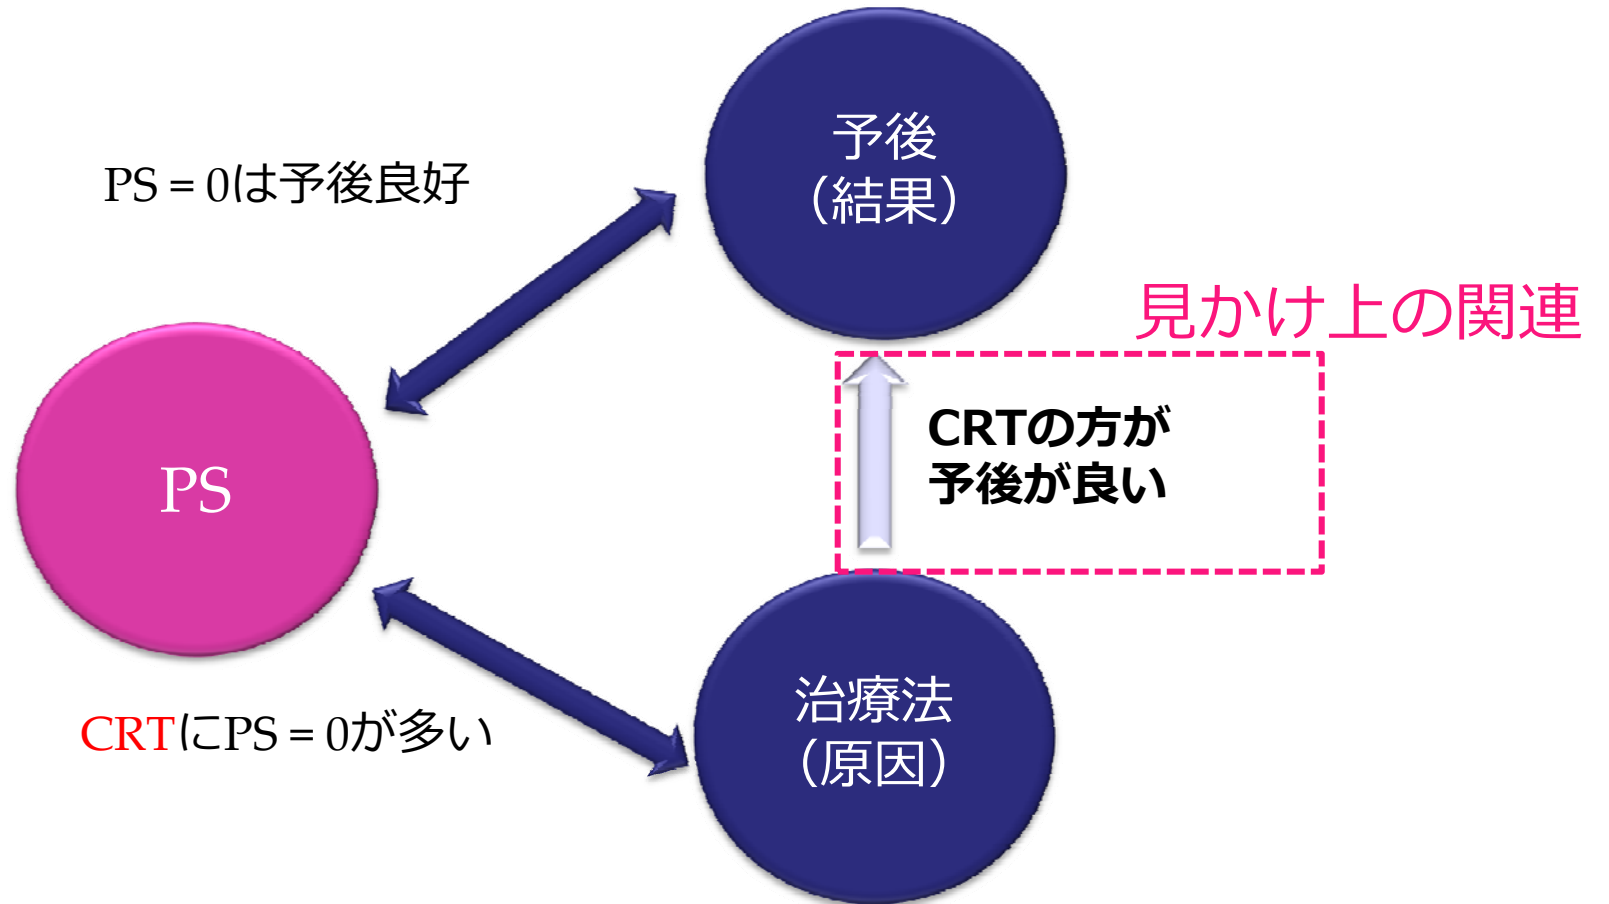 予後
（結果）
PS = 0は予後良好
見かけ上の関連
CRTの方が
予後が良い
PS
治療法
（原因）
CRTにPS = 0が多い